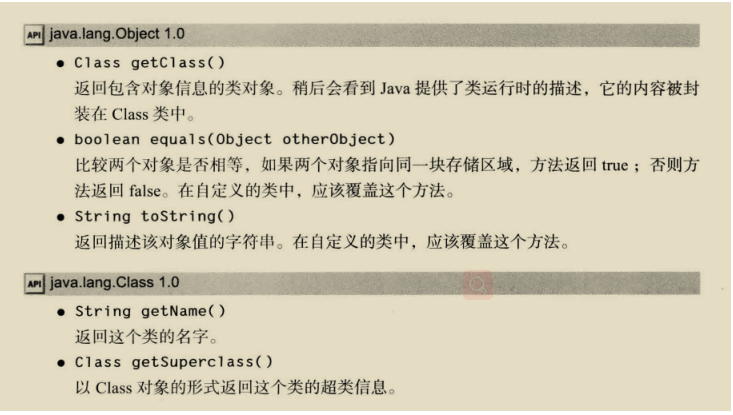 API java.lang.Object 1.0
● Class getClass()
返回包含对象信息的类对象。稍后会看到 Java 提供了类运行时的描述，它的内容被封
装在 Class 类中。
● boolean equals(Object otherObject)
比较两个对象是否相等，如果两个对象指向同一块存储区域，方法返回 true ；否则方
法返回 false。在自定义的类中，应该覆盖这个方法。
● String toString()
返回描述该对象值的字符串。在自定义的类中，应该覆盖这个方法。
API java.lang.Class 1.0
● String getName()
返回这个类的名字。
● Class getSuperclass()
以 Class 对象的形式返回这个类的超类信息。